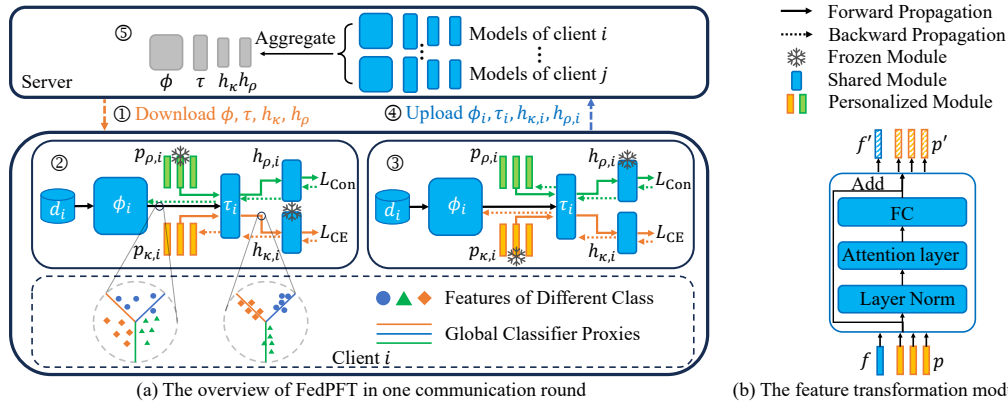 ⑤
Aggregate
Models of client i
Models of client j
ϕ τ h_κ h_ρ
Server
① Download ϕ, τ, h_κ, h_ρ
④ Upload ϕ_i, τ_i, h_κ,i, h_ρ,i
②
p_ρ,i
h_ρ,i
L_Con
d_i
ϕ_i
τ_i
p_κ,i
h_κ,i
L_CE
③
p_ρ,i
h_ρ,i
L_Con
d_i
ϕ_i
τ_i
p_κ,i
h_κ,i
L_CE
Features of Different Class
Global Classifier Proxies
Client i
(a) The overview of FedPFT in one communication round
Forward Propagation
Backward Propagation
Frozen Module
Shared Module
Personalized Module
f′ p′
Add
FC
Attention layer
Layer Norm
f p
(b) The feature transformation modu